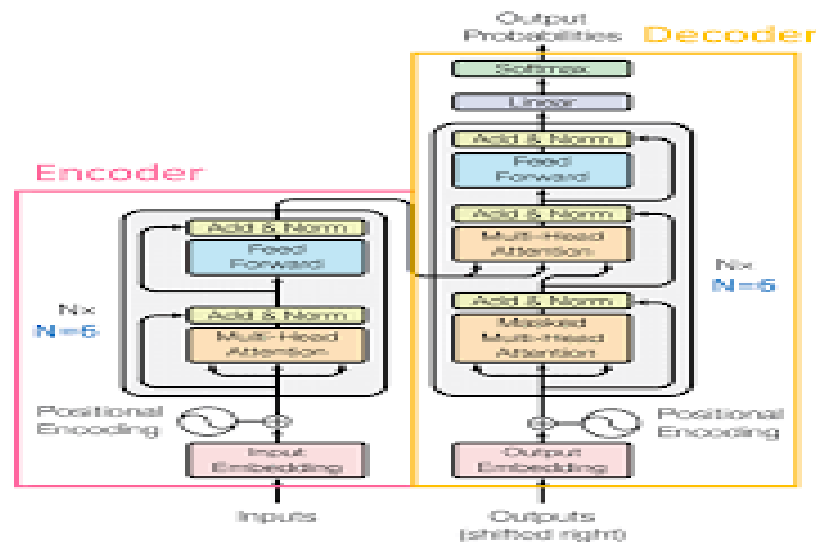 Output
Probabilities
Decoder
Softmax
Linear
Add & Norm
Feed
Forward
Add & Norm
Multi-Head
Attention
Add & Norm
Masked
Multi-Head
Attention
Nx
N=6
Positional
Encoding
Output
Embedding
Outputs
(shifted right)
Encoder
Add & Norm
Feed
Forward
Add & Norm
Multi-Head
Attention
Nx
N=6
Positional
Encoding
Input
Embedding
Inputs